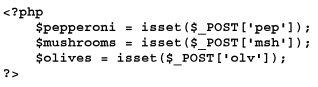 <?php
    $pepperoni = isset($_POST['pep']);
    $mushrooms = isset($_POST['msh']);
    $olives = isset($_POST['olv']);
?>